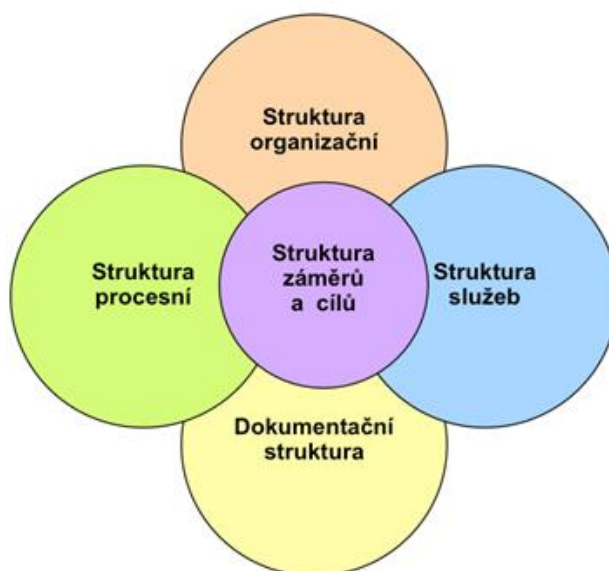 Struktura
organizační
Struktura
procesní
Struktura
záměrů
a cílů
Struktura
služeb
Dokumentační
struktura